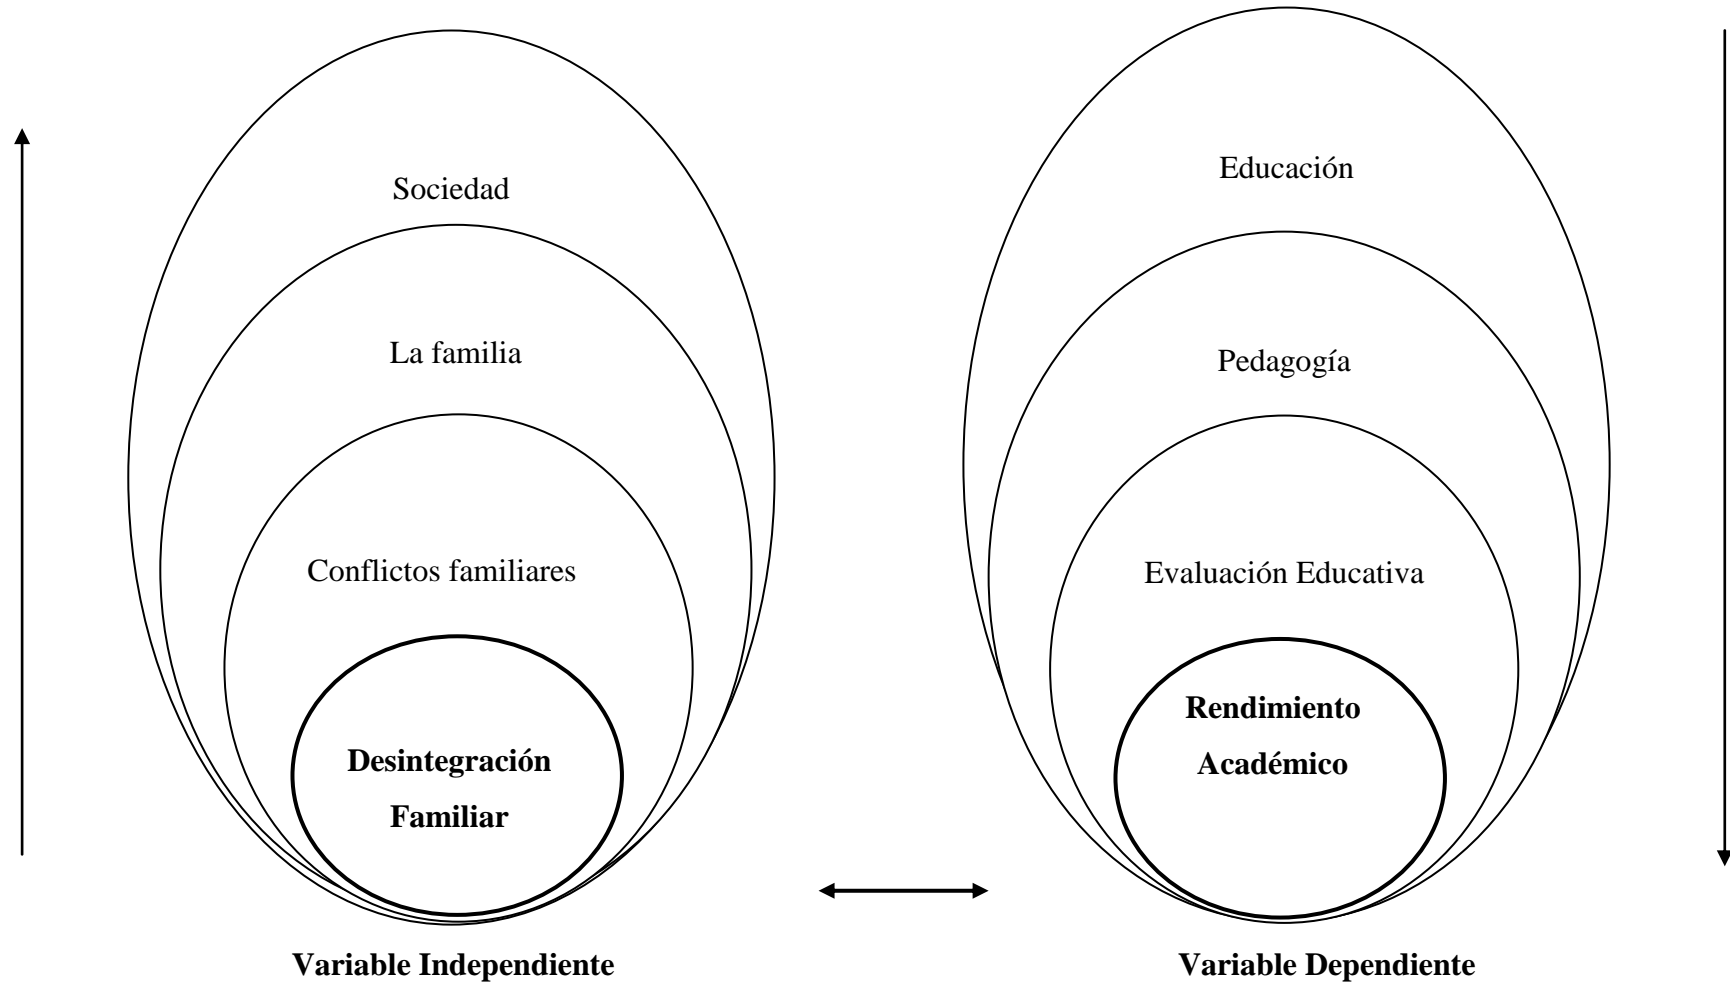 Sociedad
La familia
Conflictos familiares
Desintegración
Familiar
Variable Independiente
Educación
Pedagogía
Evaluación Educativa
Rendimiento
Académico
Variable Dependiente